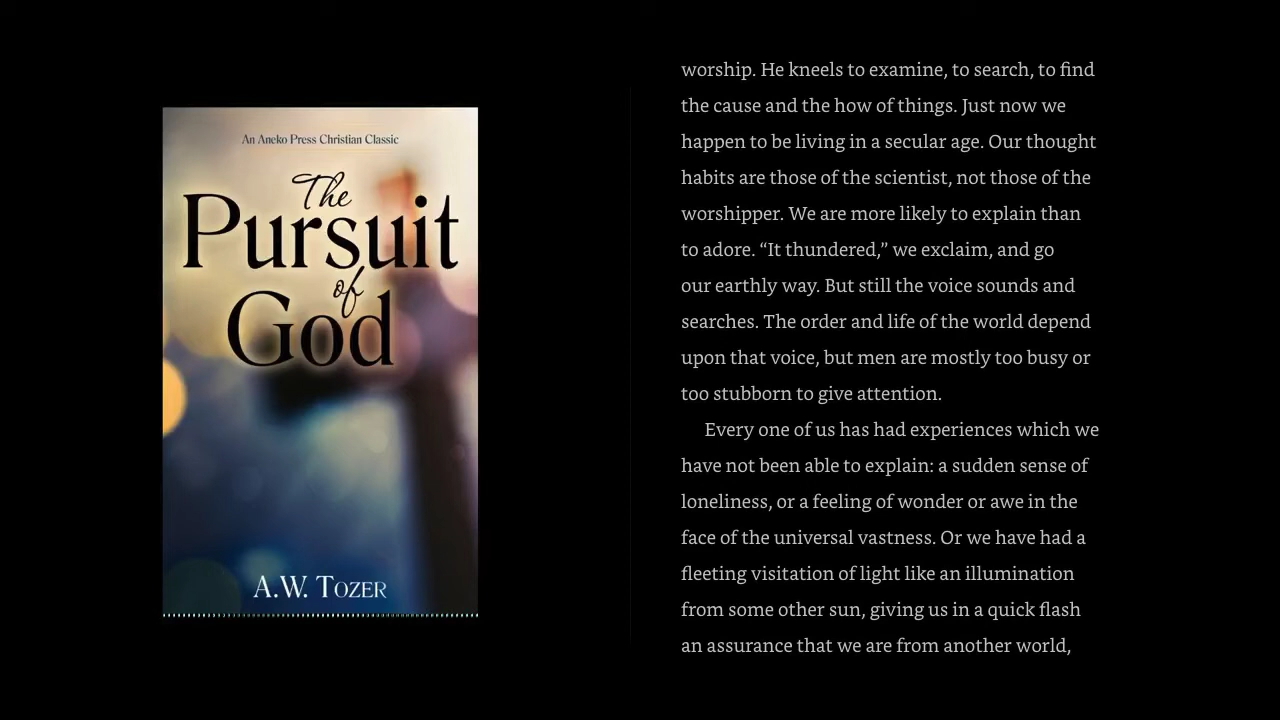 An Aneko Press Christian Classic
The
Pursuit
of
God
A.W. Tozer
worship. He kneels to examine, to search, to find
the cause and the how of things. Just now we
happen to be living in a secular age. Our thought
habits are those of the scientist, not those of the
worshipper. We are more likely to explain than
to adore. “It thundered,” we exclaim, and go
our earthly way. But still the voice sounds and
searches. The order and life of the world depend
upon that voice, but men are mostly too busy or
too stubborn to give attention.
Every one of us has had experiences which we
have not been able to explain: a sudden sense of
loneliness, or a feeling of wonder or awe in the
face of the universal vastness. Or we have had a
fleeting visitation of light like an illumination
from some other sun, giving us in a quick flash
an assurance that we are from another world,